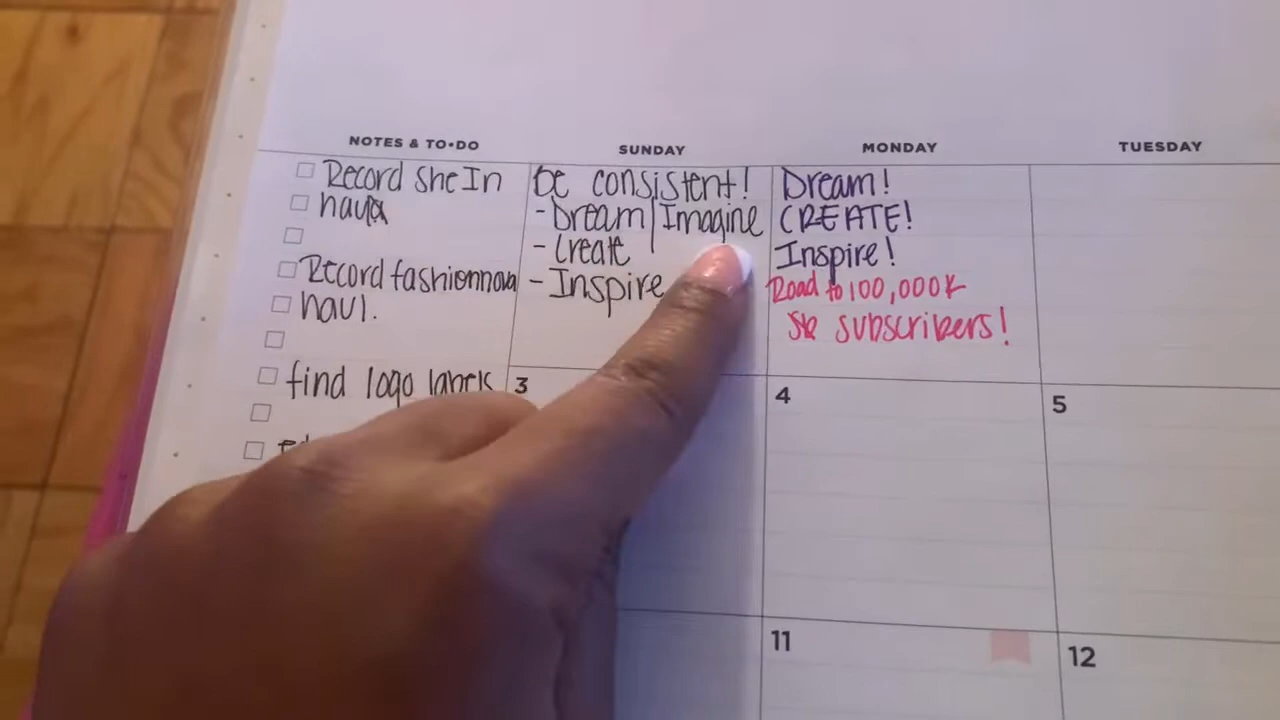 NOTES & TO•DO
SUNDAY
MONDAY
TUESDAY
Record SheIn
haul
Record fashionnova
haul.
find logo labels
be consistent!
-Dream/Imagine
-Create
-Inspire
Dream!
CREATE!
Inspire!
Road to 100,000K
subscribers!
3
4
5
11
12